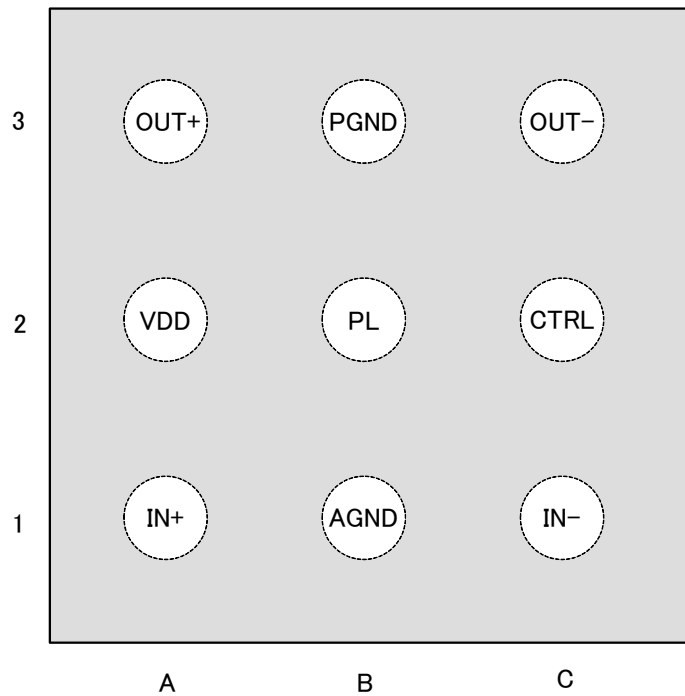 3 OUT+ PGND OUT-
2 VDD PL CTRL
1 IN+ AGND IN-
A B C